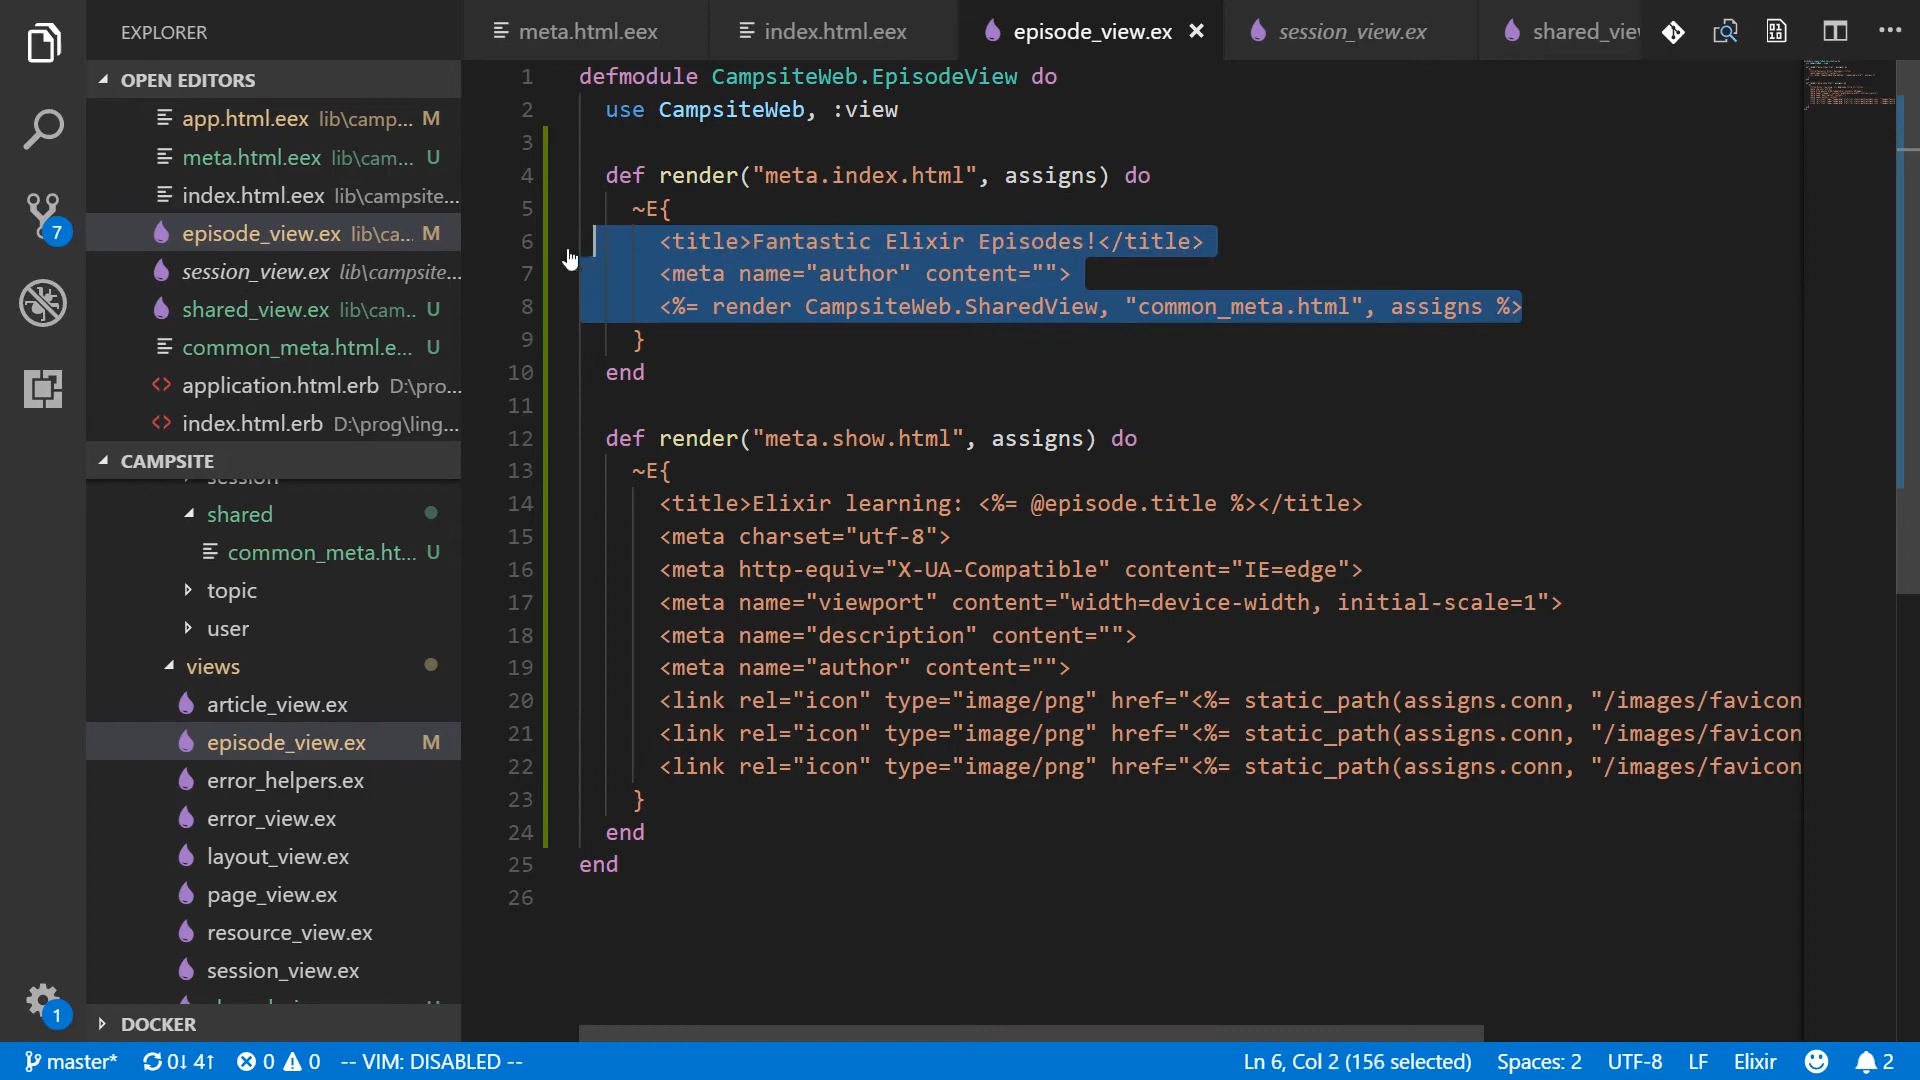 EXPLORER
OPEN EDITORS
app.html.eex lib\camp... M
meta.html.eex lib\cam... U
index.html.eex lib\campsite...
episode_view.ex lib\ca... M
session_view.ex lib\campsite...
shared_view.ex lib\ca... U
common_meta.html.e... U
application.html.erb D:\pro...
index.html.erb D:\prog\ling...
CAMPSITE
session
shared
common_meta.ht... U
topic
user
views
article_view.ex
episode_view.ex M
error_helpers.ex
error_view.ex
layout_view.ex
page_view.ex
resource_view.ex
session_view.ex
DOCKER
7
1
meta.html.eex
index.html.eex
episode_view.ex
session_view.ex
shared_vie
1 defmodule CampsiteWeb.EpisodeView do
2 use CampsiteWeb, :view
3
4 def render("meta.index.html", assigns) do
5 ~E{
6 <title>Fantastic Elixir Episodes!</title>
7 <meta name="author" content="">
8 <%= render CampsiteWeb.SharedView, "common_meta.html", assigns %>
9 }
10 end
11
12 def render("meta.show.html", assigns) do
13 ~E{
14 <title>Elixir learning: <%= @episode.title %></title>
15 <meta charset="utf-8">
16 <meta http-equiv="X-UA-Compatible" content="IE=edge">
17 <meta name="viewport" content="width=device-width, initial-scale=1">
18 <meta name="description" content="">
19 <meta name="author" content="">
20 <link rel="icon" type="image/png" href="<%= static_path(assigns.conn, "/images/favicon
21 <link rel="icon" type="image/png" href="<%= static_path(assigns.conn, "/images/favicon
22 <link rel="icon" type="image/png" href="<%= static_path(assigns.conn, "/images/favicon
23 }
24 end
25 end
26
master* 0↓ 4↑ 0 0 -- VIM: DISABLED -- Ln 6, Col 2 (156 selected) Spaces: 2 UTF-8 LF Elixir 2